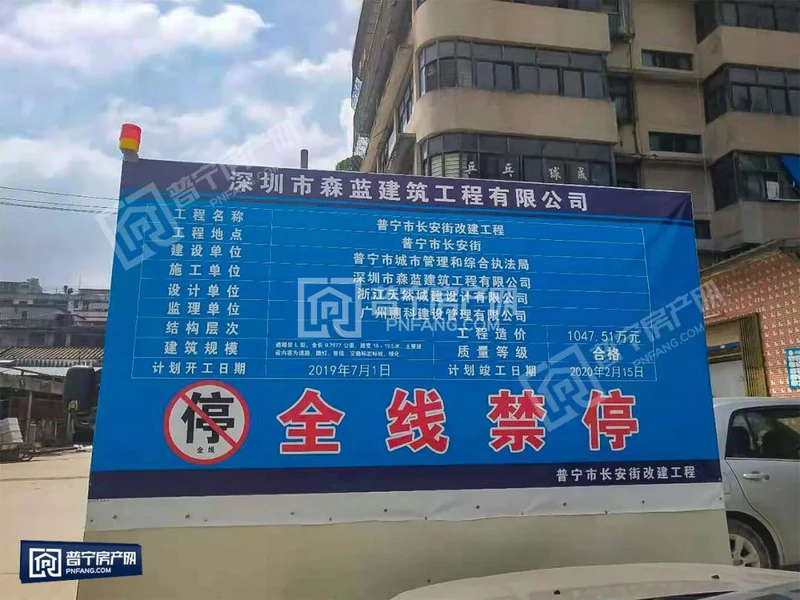 乒乓球桌
深圳市森蓝建筑工程有限公司
工程名称 普宁市长安街改建工程
工程地点 普宁市长安街
建设单位 普宁市城市管理和综合执法局
施工单位 深圳市森蓝建筑工程有限公司
设计单位 浙江天然城建设计有限公司
监理单位 广州穗科建设管理有限公司
结构层次 工程造价 1047.51万元
建筑规模 质量等级 合格
计划开工日期 2019年7月1日 计划竣工日期 2020年2月15日
停
全线
全线禁停
普宁市长安街改建工程
普宁房产网
PNFANG.COM